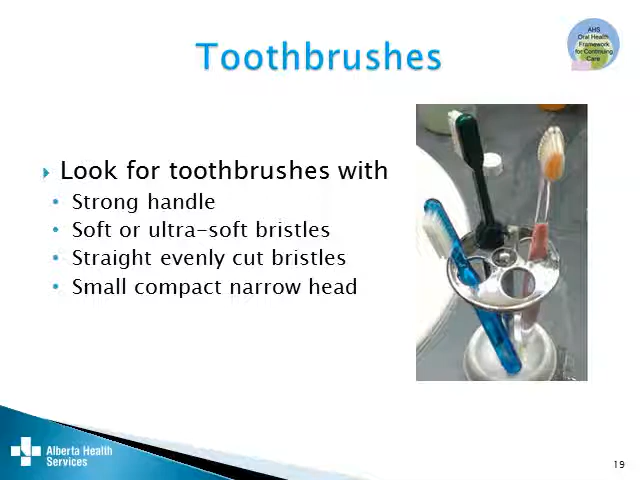 AHS
Oral Health
Framework
for Continuing
Care
Toothbrushes
Look for toothbrushes with
• Strong handle
• Soft or ultra-soft bristles
• Straight evenly cut bristles
• Small compact narrow head
Alberta Health
Services
19